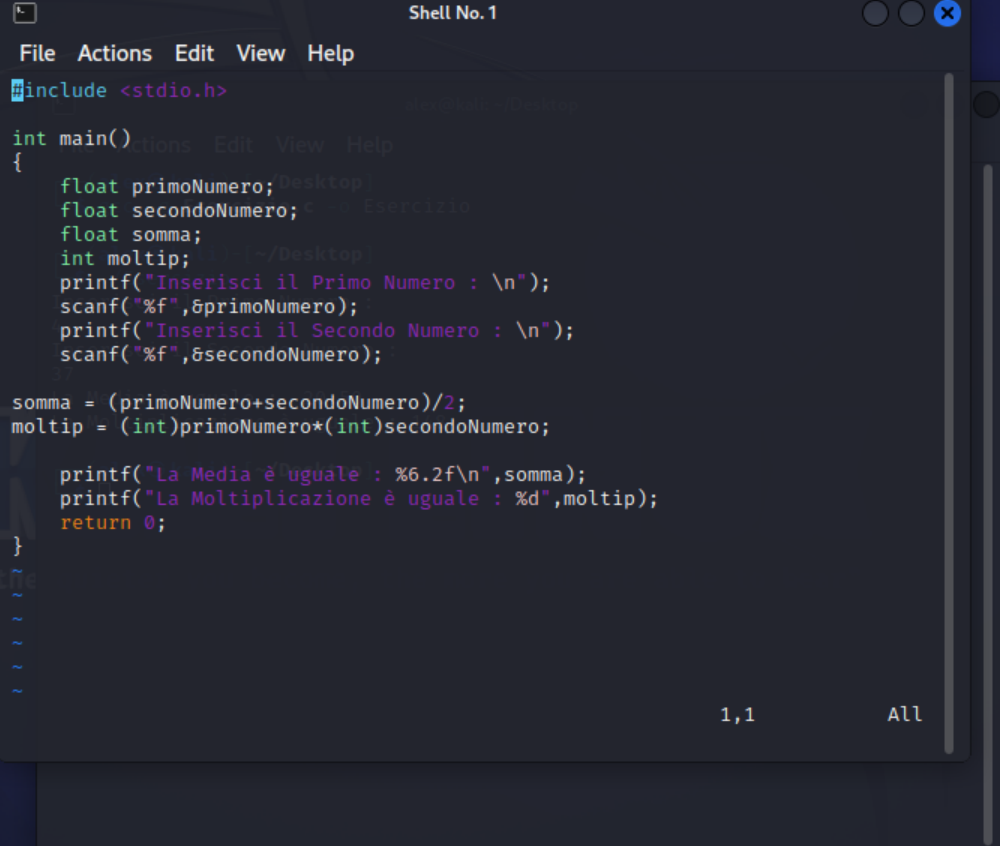 Shell No. 1
File Actions Edit View Help
#include <stdio.h>
int main()
{
    float primoNumero;
    float secondoNumero;
    float somma;
    int moltip;
    printf("Inserisci il Primo Numero : \n");
    scanf("%f",&primoNumero);
    printf("Inserisci il Secondo Numero : \n");
    scanf("%f",&secondoNumero);
somma = (primoNumero+secondoNumero)/2;
moltip = (int)primoNumero*(int)secondoNumero;
    printf("La Media è uguale : %6.2f\n",somma);
    printf("La Moltiplicazione è uguale : %d",moltip);
    return 0;
}
~
~
~
~
~
~
1,1 All